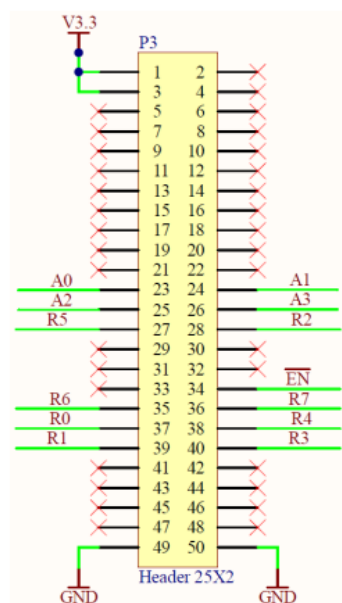 V3.3
P3
1 2
3 4
5 6
7 8
9 10
11 12
13 14
15 16
17 18
19 20
21 22
A0 23 24 A1
A2 25 26 A3
R5 27 28 R2
29 30
31 32
33 34 EN
R6 35 36 R7
R0 37 38 R4
R1 39 40 R3
41 42
43 44
45 46
47 48
49 50
Header 25X2
GND GND